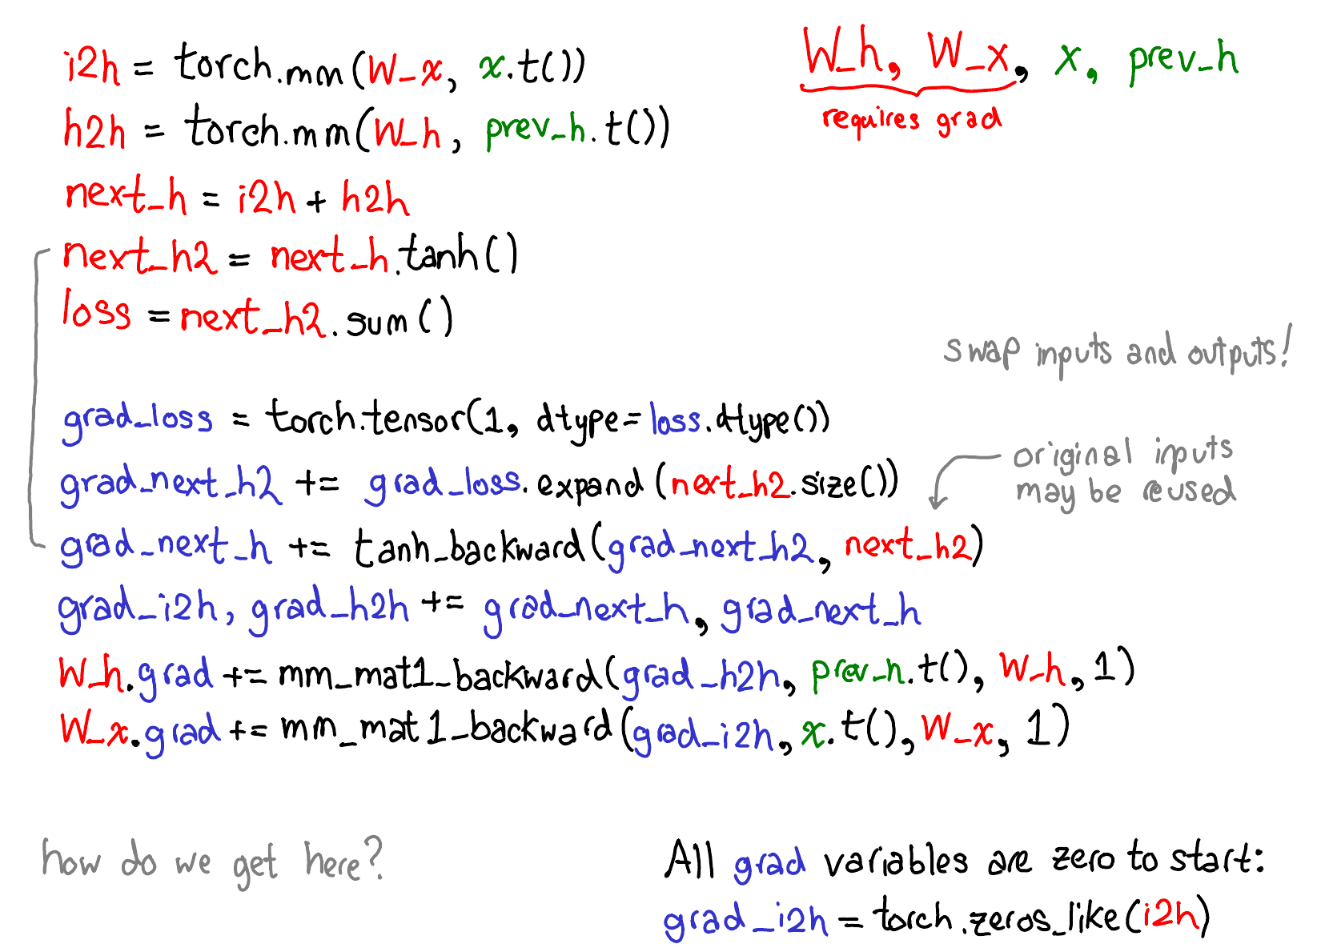 i2h = torch.mm(W_x, x.t())
h2h = torch.mm(W_h, prev_h.t())
next_h = i2h + h2h
next_h2 = next_h.tanh()
loss = next_h2.sum()
W_h, W_x, x, prev_h
requires grad
swap inputs and outputs!
grad_loss = torch.tensor(1, dtype=loss.dtype())
grad_next_h2 += grad_loss.expand(next_h2.size())
original inputs
may be reused
grad_next_h += tanh_backward(grad_next_h2, next_h2)
grad_i2h, grad_h2h += grad_next_h, grad_next_h
W_h.grad += mm_mat1_backward(grad_h2h, prev_h.t(), W_h, 1)
W_x.grad += mm_mat1_backward(grad_i2h, x.t(), W_x, 1)
how do we get here?
All grad variables are zero to start:
grad_i2h = torch.zeros_like(i2h)